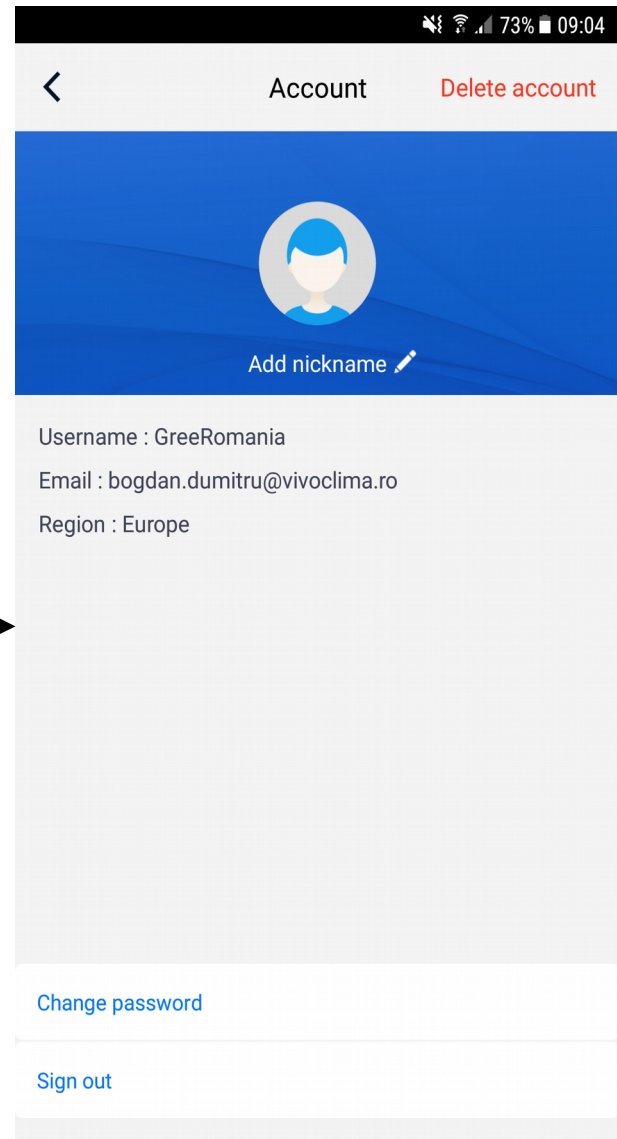 73% 09:04
Account Delete account
Add nickname
Username : GreeRomania
Email : bogdan.dumitru@vivoclima.ro
Region : Europe
Change password
Sign out